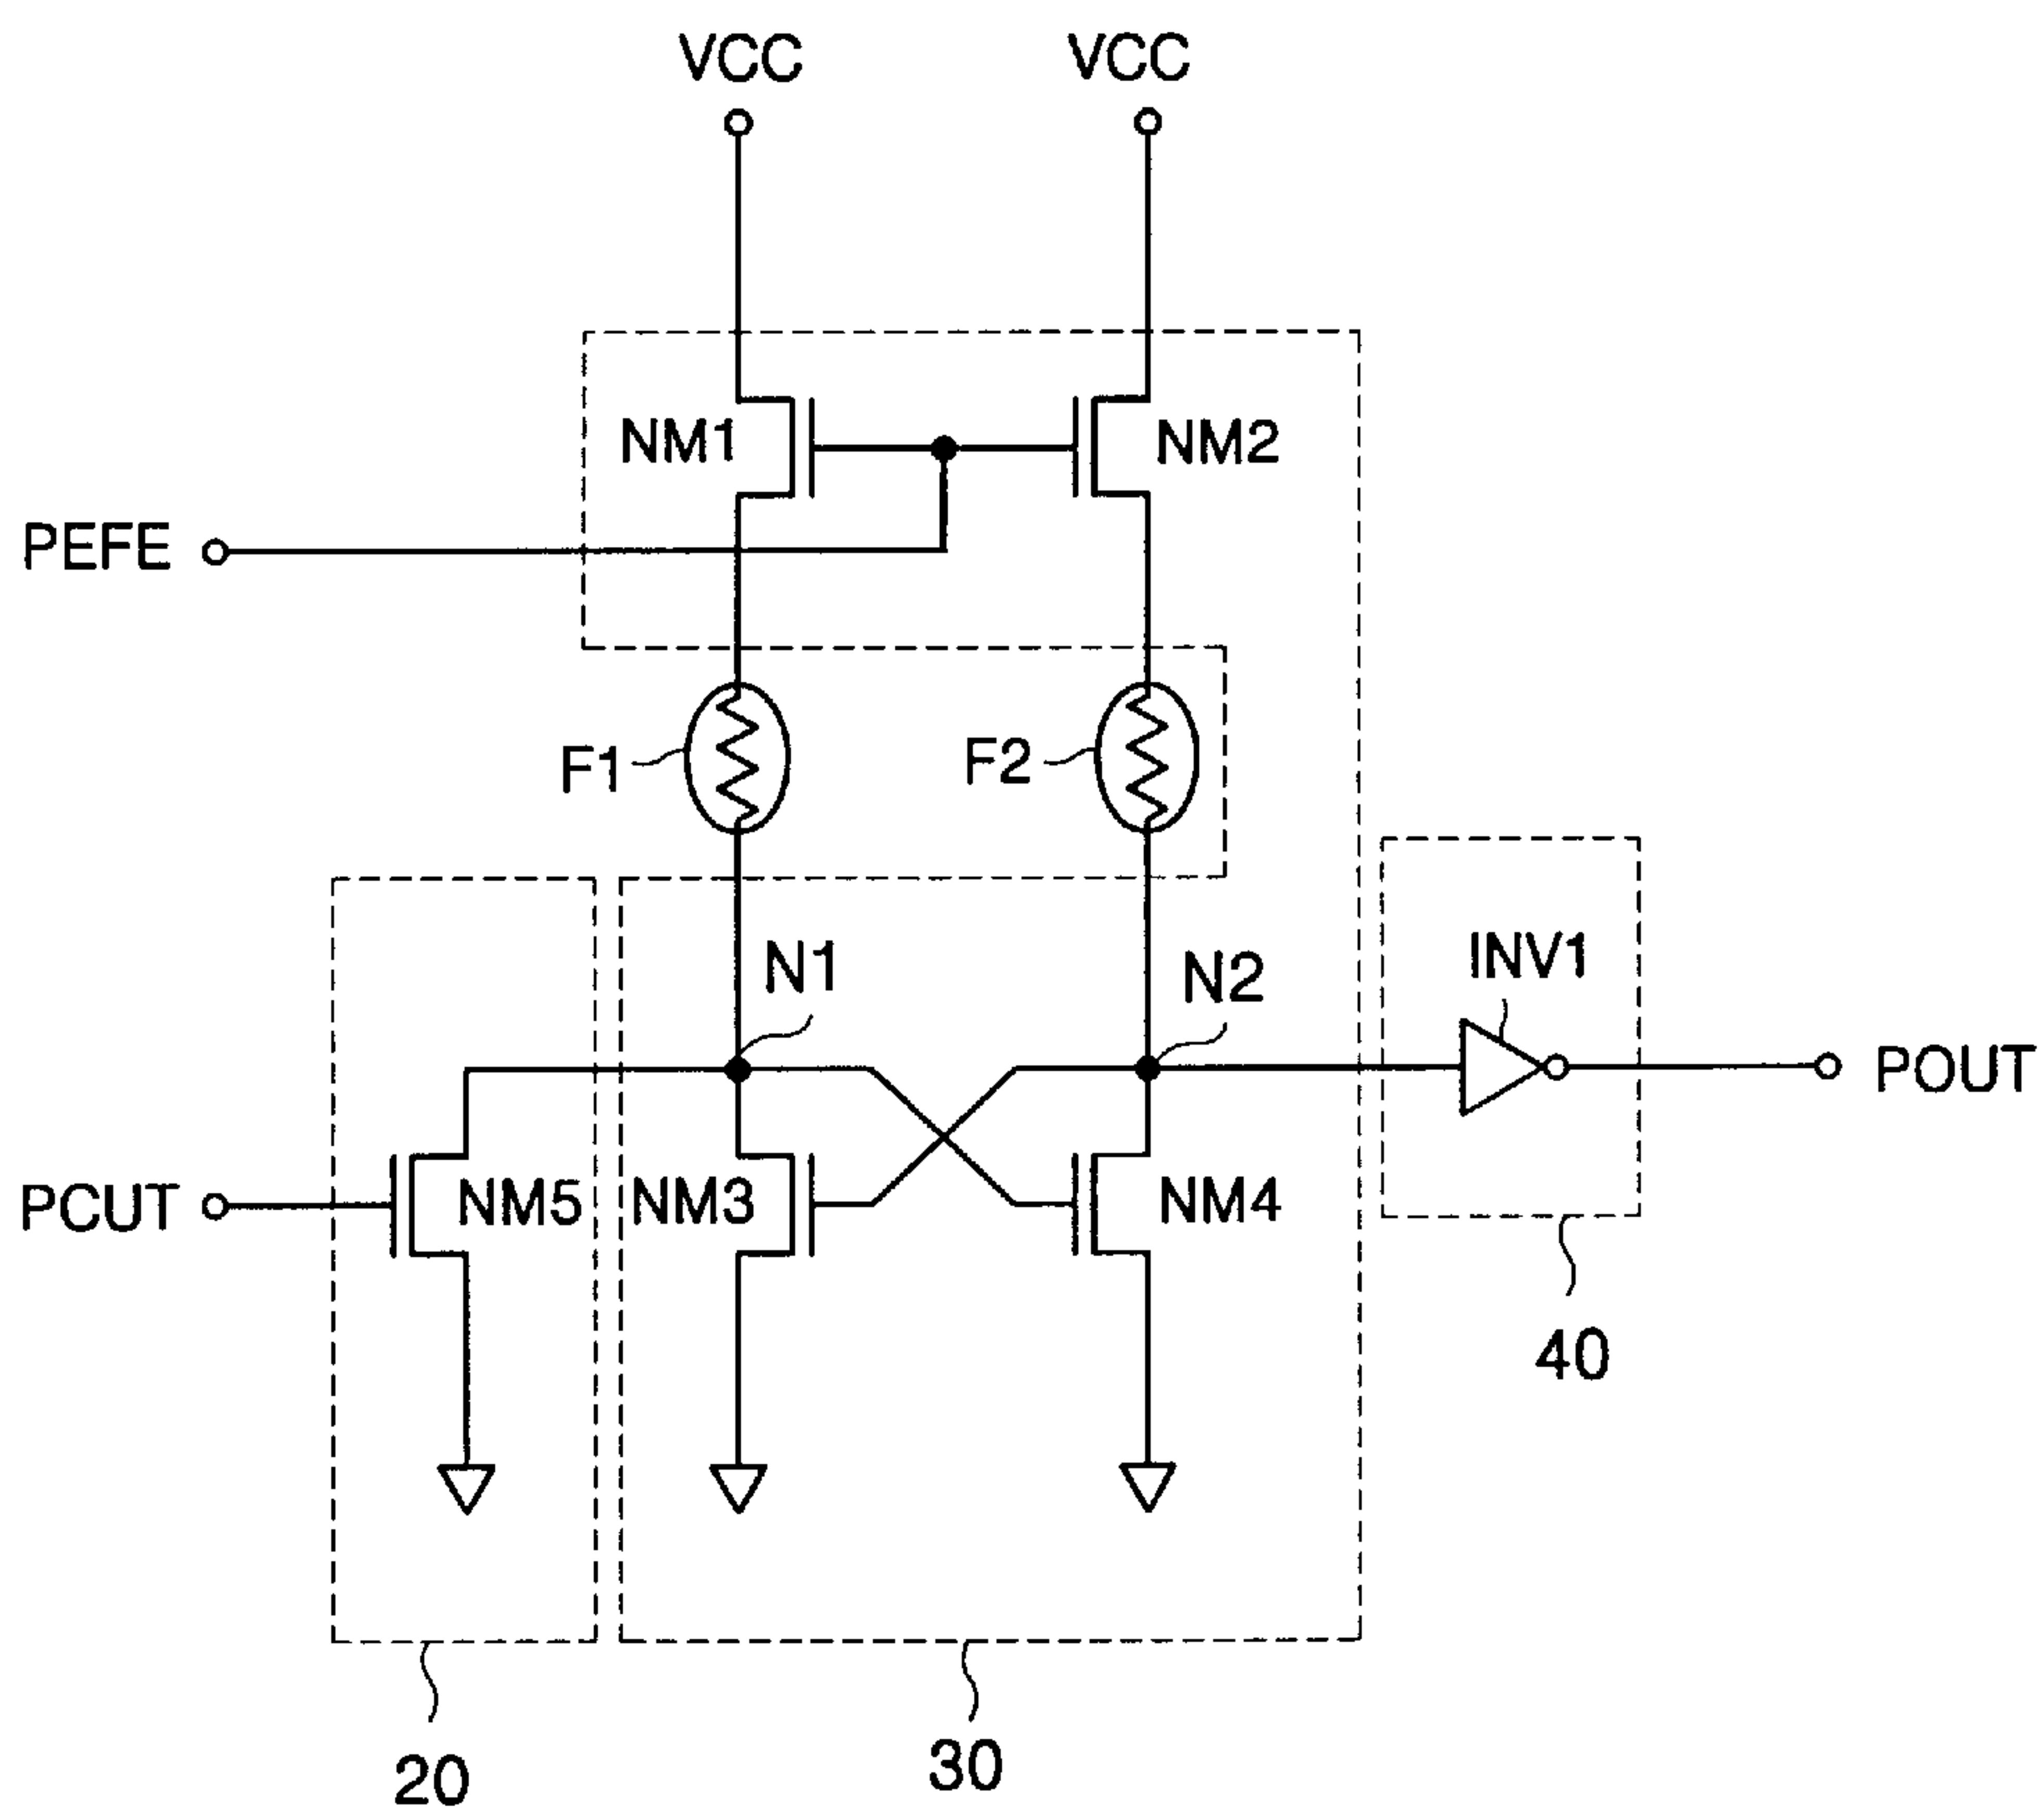 VCC VCC
NM1 NM2
PEFE
F1 F2
N1 N2 INV1
POUT
PCUT NM5 NM3 NM4
40
20 30